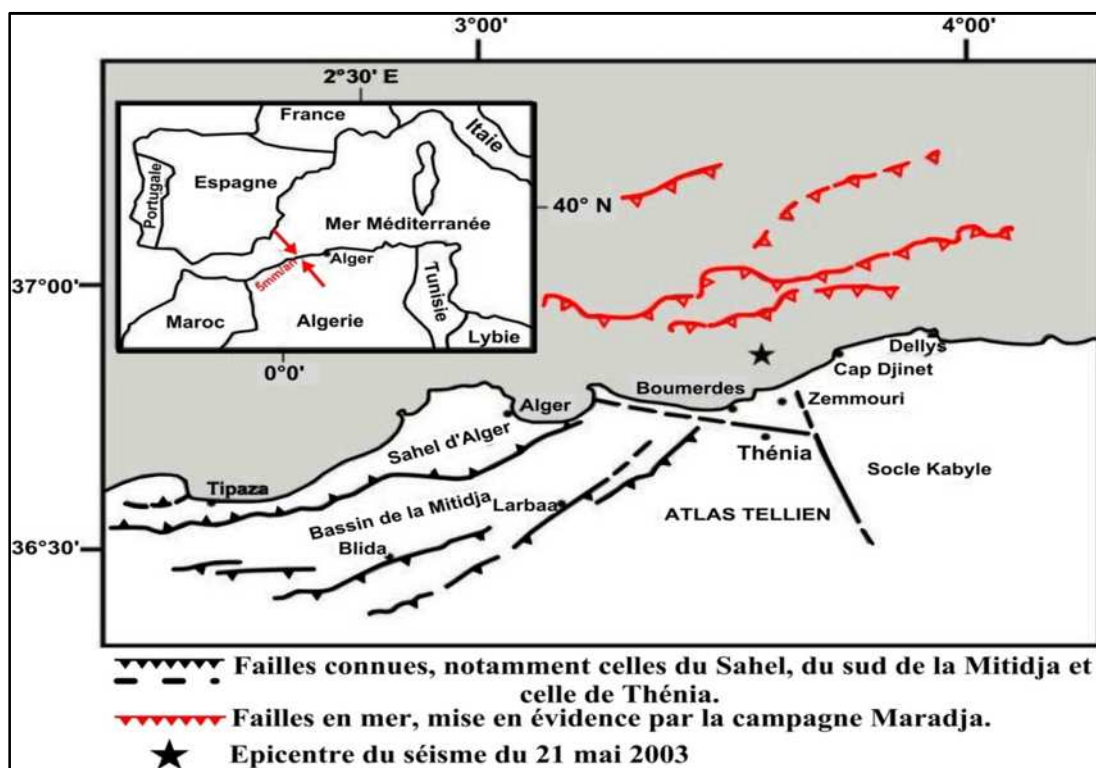 3°00'
4°00'
2°30' E
France
Itaie
Portugale
Espagne
40° N
Mer Méditerranée
Alger
5mm/an
Tunisie
37°00'
Maroc
Algerie
Lybie
0°0'
Dellys
Cap Djinet
Boumerdes
Zemmouri
Alger
Sahel d'Alger
Thénia
Socle Kabyle
Tipaza
Larbaa
Bassin de la Mitidja
ATLAS TELLIEN
36°30'
Blida
Failles connues, notamment celles du Sahel, du sud de la Mitidja et
celle de Thénia.
Failles en mer, mise en évidence par la campagne Maradja.
Epicentre du séisme du 21 mai 2003